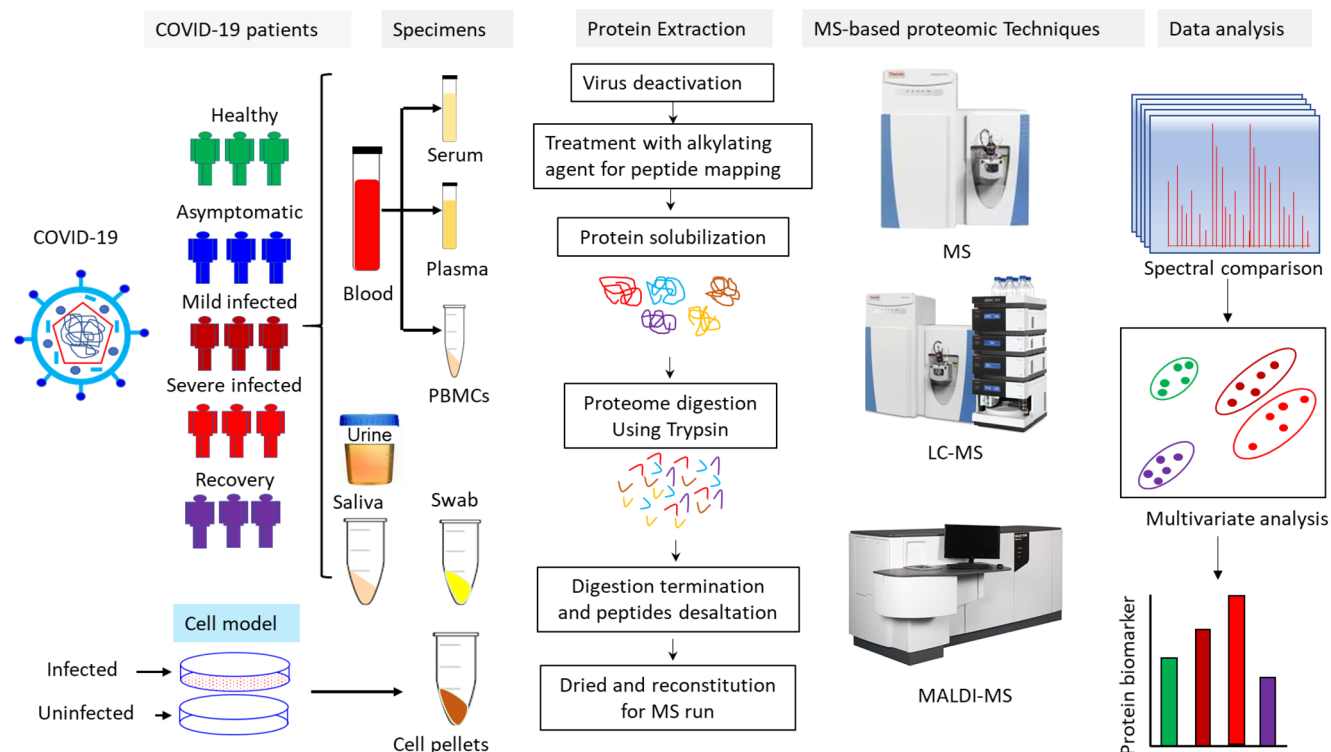 COVID-19 patients
Specimens
Protein Extraction
MS-based proteomic Techniques
Data analysis
COVID-19
Healthy
Asymptomatic
Mild infected
Severe infected
Recovery
Cell model
Infected
Uninfected
Blood
Serum
Plasma
PBMCs
Urine
Saliva
Swab
Cell pellets
Virus deactivation
Treatment with alkylating
agent for peptide mapping
Protein solubilization
Proteome digestion
Using Trypsin
Digestion termination
and peptides desaltation
Dried and reconstitution
for MS run
MS
LC-MS
MALDI-MS
Spectral comparison
Multivariate analysis
Protein biomarker